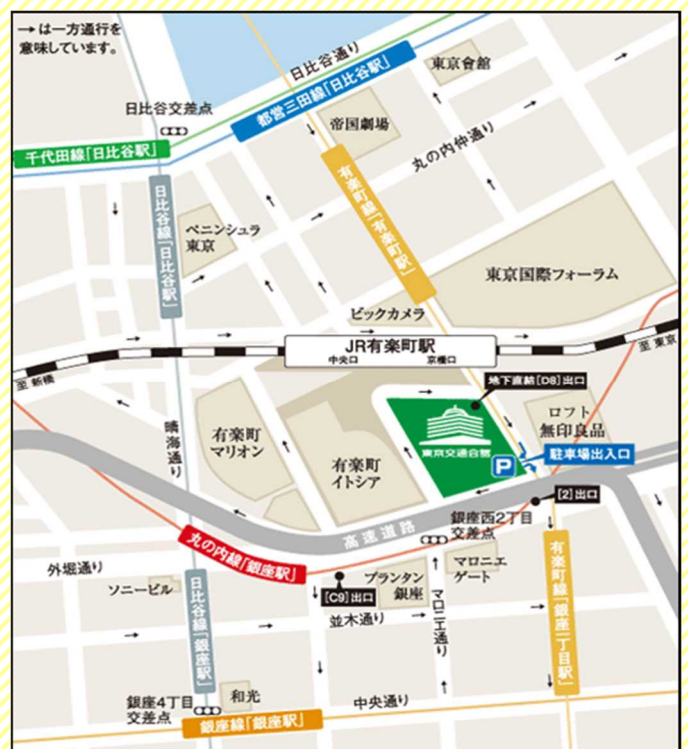 →は一方通行を
意味しています。
日比谷通り
東京會館
都営三田線「日比谷駅」
日比谷交差点
帝国劇場
千代田線「日比谷駅」
丸の内仲通り
日比谷線「日比谷駅」
有楽町線「有楽町駅」
ペニンシュラ
東京
東京国際フォーラム
ビックカメラ
JR有楽町駅
中央口
京橋口
至 新橋
至 東京
地下直結[D8]出口
晴海通り
有楽町
マリオン
有楽町
イトシア
東京交通会館
ロフト
無印良品
P
駐車場出入口
[2]出口
高速道路
銀座西2丁目
交差点
丸の内線「銀座駅」
外堀通り
ソニービル
[C9]出口
プランタン
銀座
マロニエ
ゲート
マロニエ通り
有楽町線「銀座一丁目駅」
日比谷線「銀座駅」
並木通り
銀座4丁目
交差点
和光
中央通り
銀座線「銀座駅」